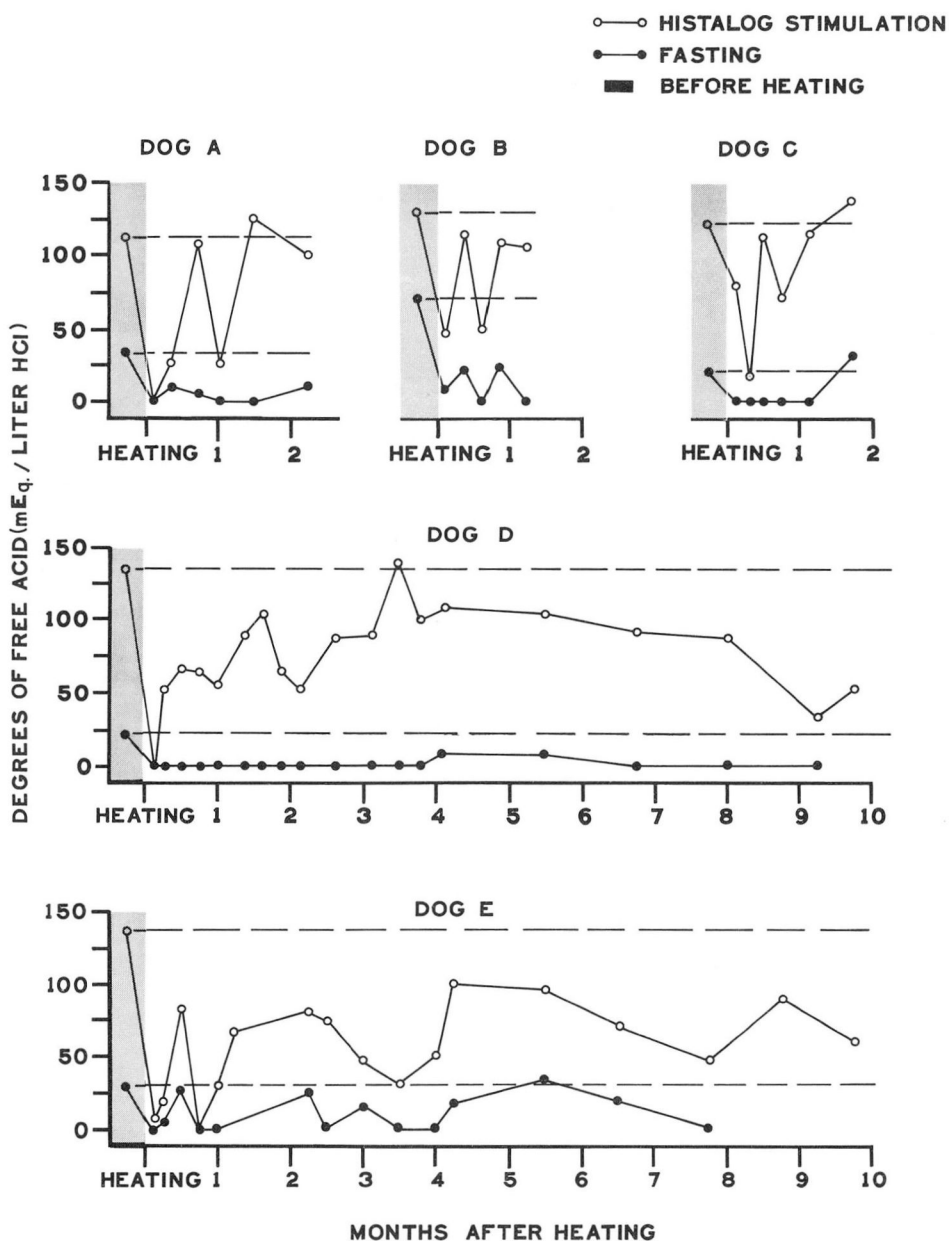 HISTALOG STIMULATION
FASTING
BEFORE HEATING
DOG A
DOG B
DOG C
150
100
50
0
HEATING 1 2
HEATING 1 2
HEATING 1 2
DEGREES OF FREE ACID (mEq. / LITER HCl)
DOG D
150
100
50
0
HEATING 1 2 3 4 5 6 7 8 9 10
DOG E
150
100
50
0
HEATING 1 2 3 4 5 6 7 8 9 10
MONTHS AFTER HEATING